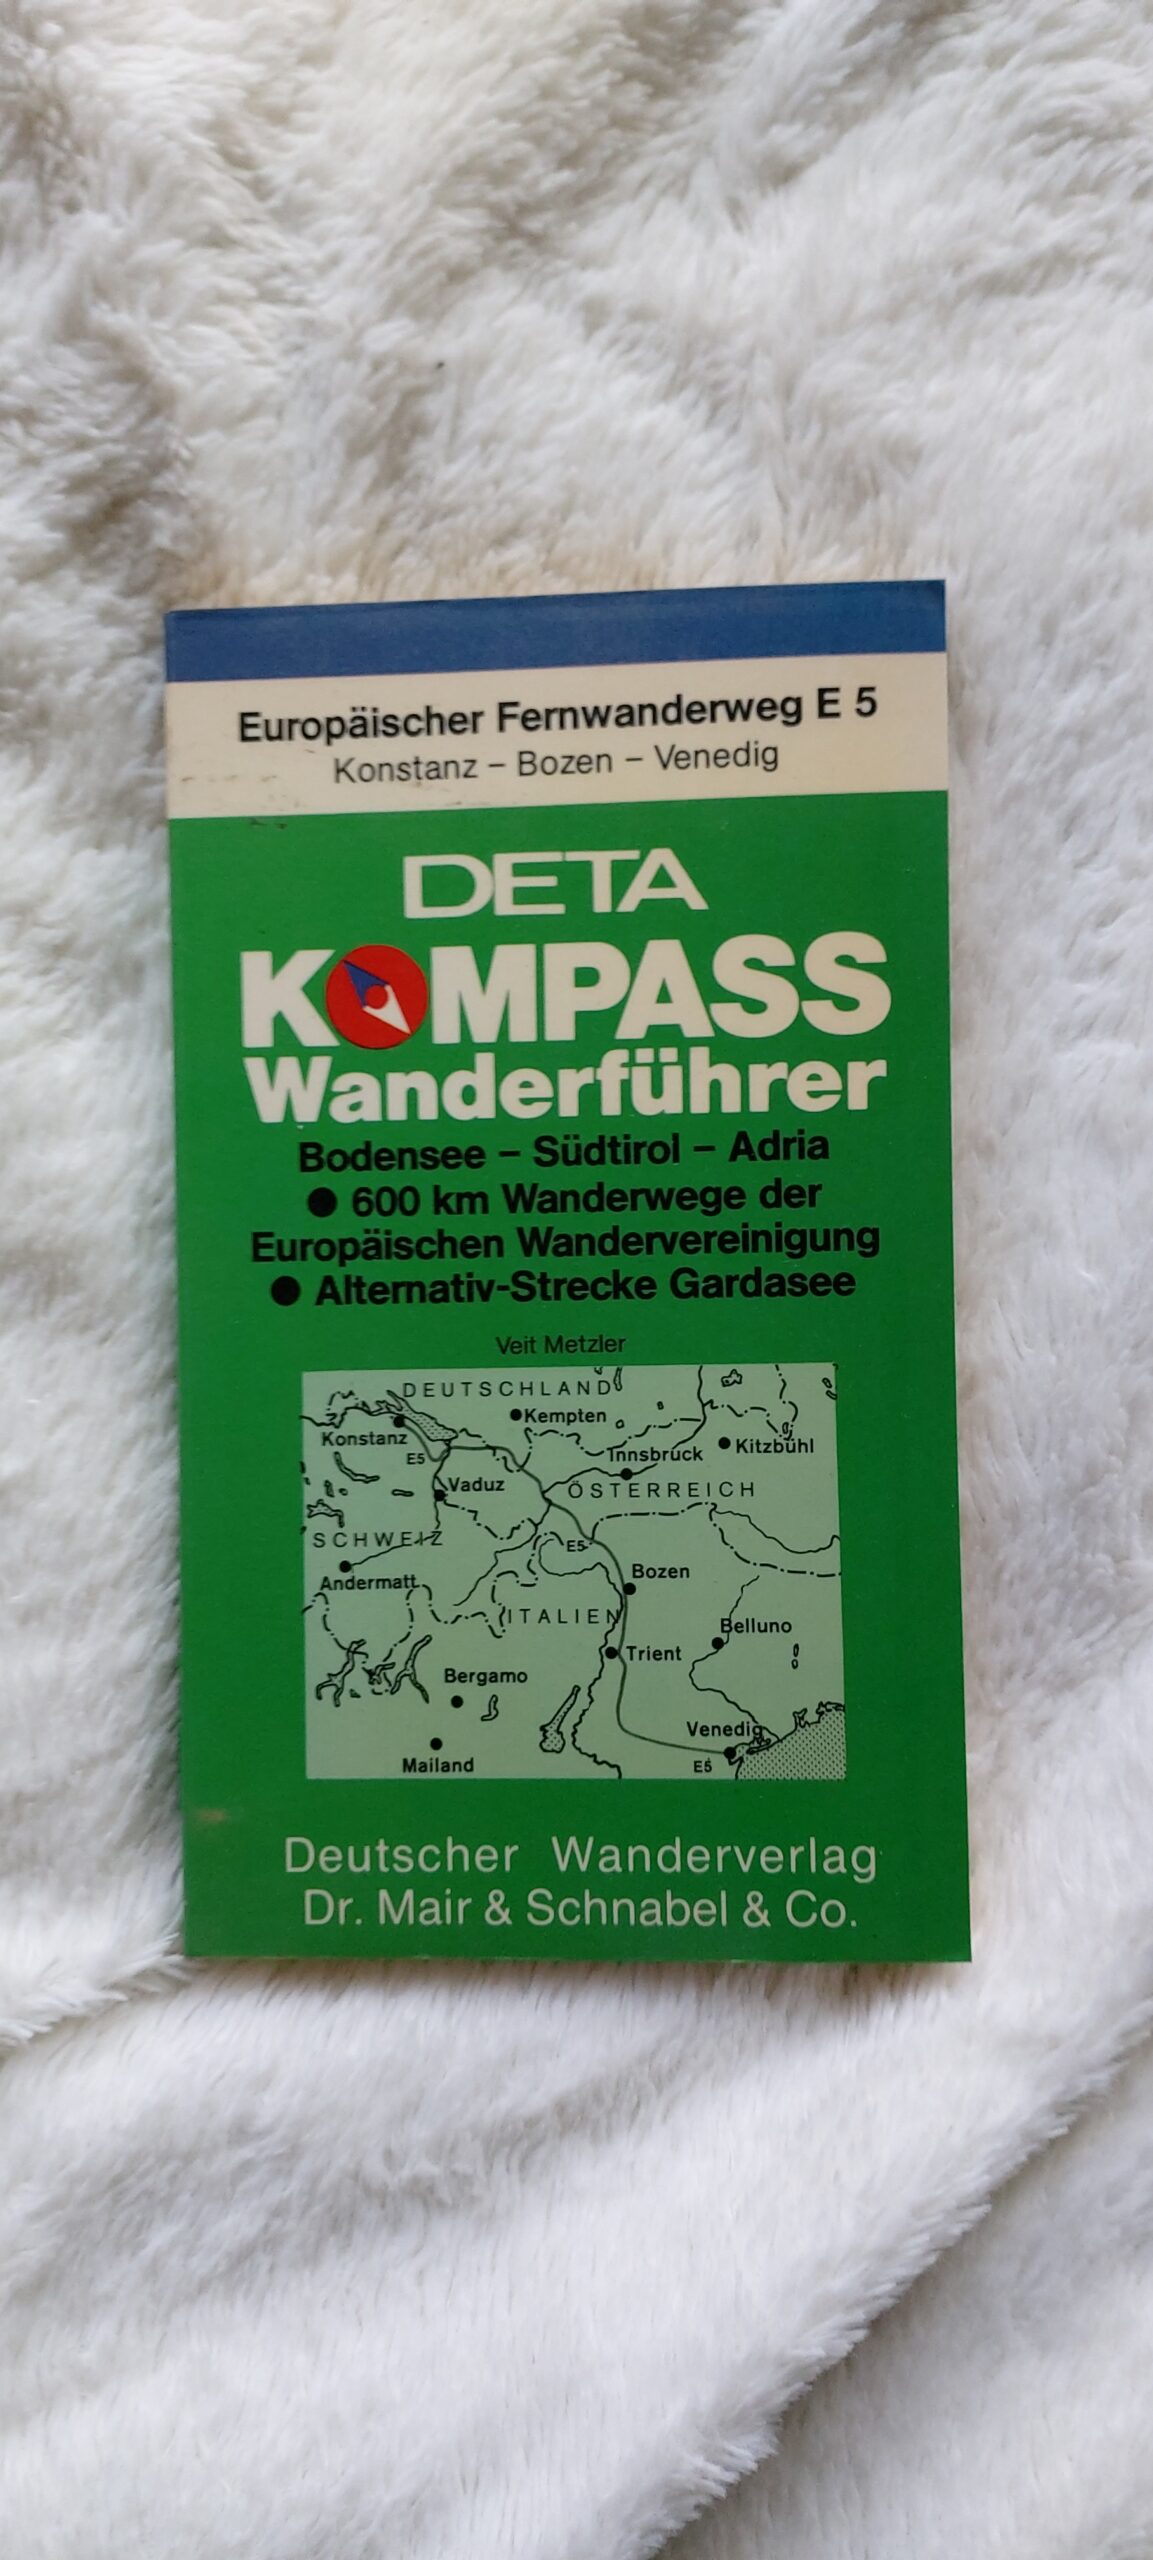 Europäischer Fernwanderweg E 5
Konstanz – Bozen – Venedig
DETA
KOMPASS
Wanderführer
Bodensee – Südtirol – Adria
● 600 km Wanderwege der
Europäischen Wandervereinigung
● Alternativ-Strecke Gardasee
Veit Metzler
DEUTSCHLAND
Kempten
Konstanz
E5
Innsbruck
Kitzbühl
Vaduz
ÖSTERREICH
SCHWEIZ
E5
Andermatt
Bozen
ITALIEN
Belluno
Trient
Bergamo
Venedig
Mailand
E5
Deutscher Wanderverlag
Dr. Mair & Schnabel & Co.